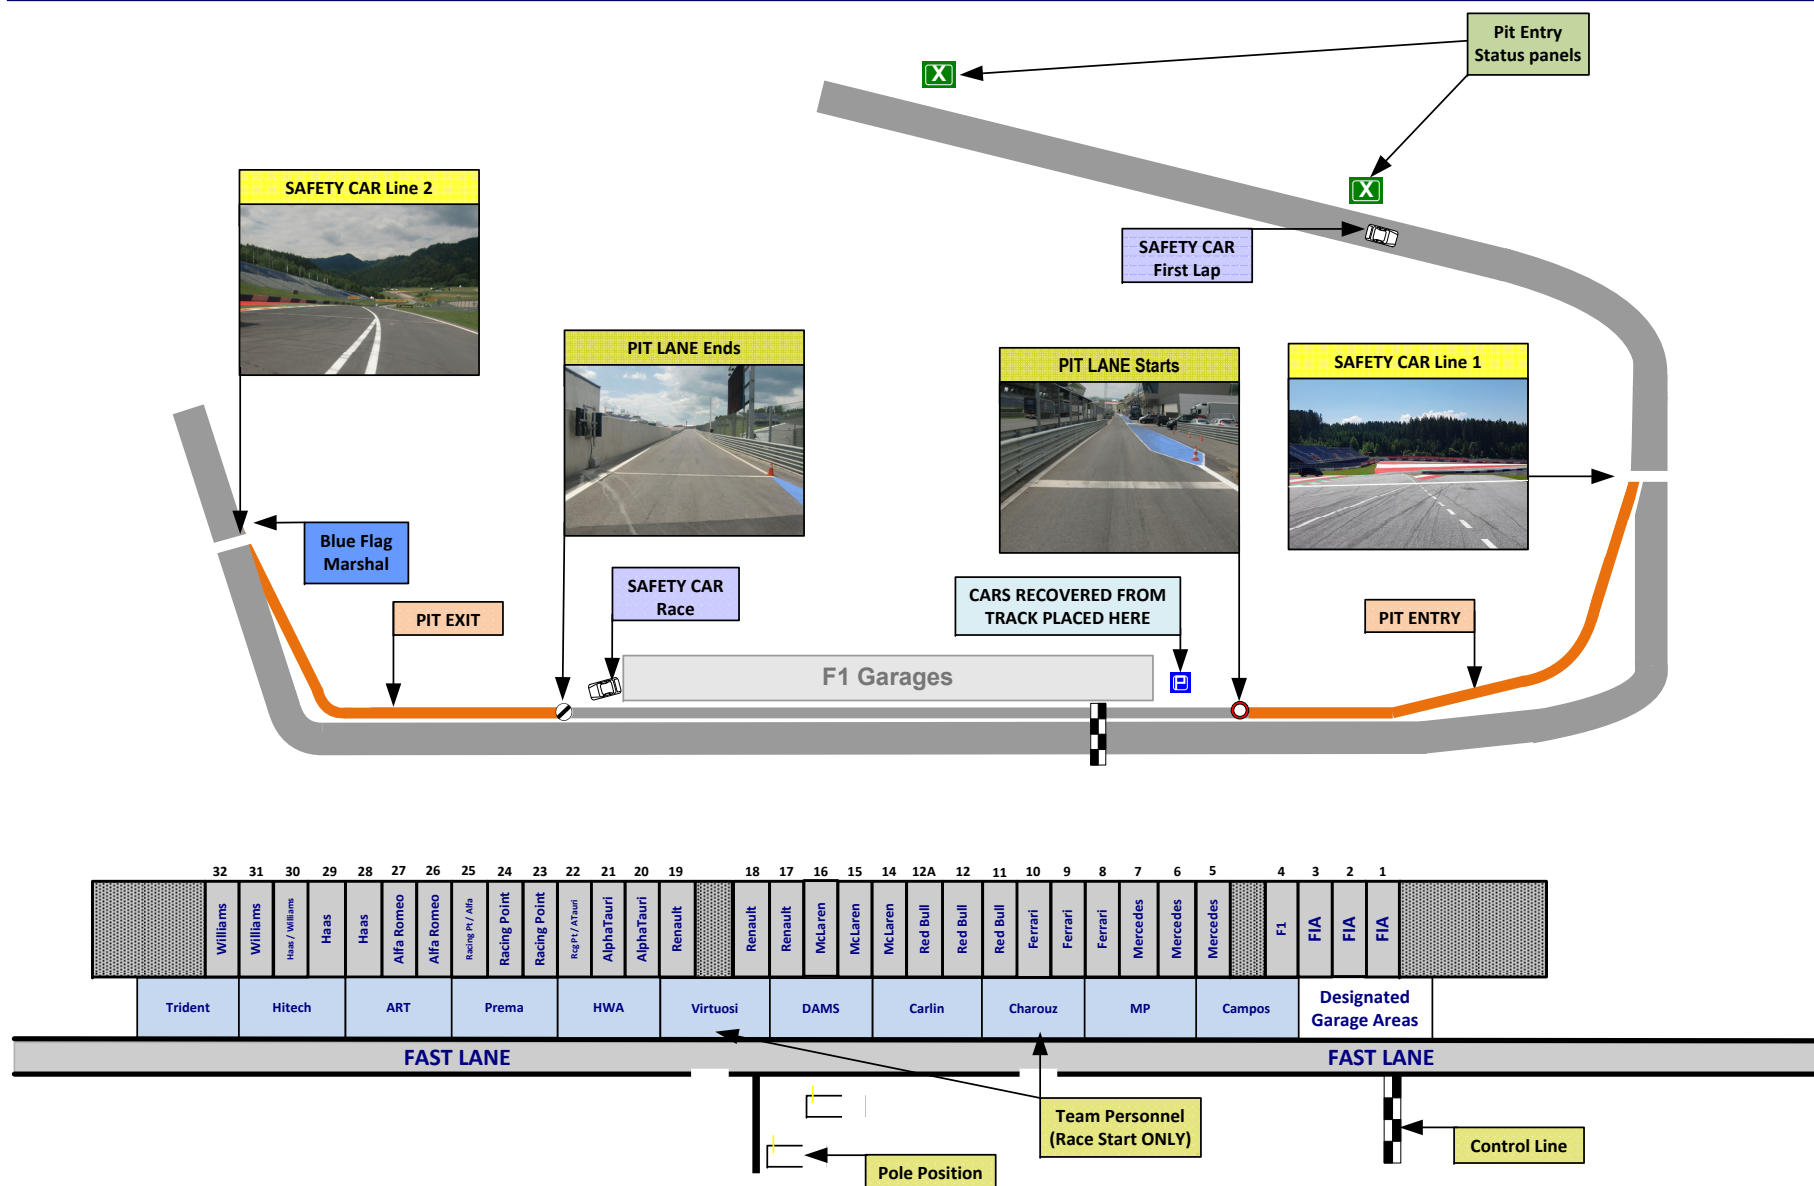 Pit Entry
Status panels
X
X
SAFETY CAR Line 2
SAFETY CAR
First Lap
PIT LANE Ends
PIT LANE Starts
SAFETY CAR Line 1
Blue Flag
Marshal
SAFETY CAR
Race
CARS RECOVERED FROM
TRACK PLACED HERE
PIT EXIT
PIT ENTRY
F1 Garages
P
32 31 30 29 28 27 26 25 24 23 22 21 20 19 18 17 16 15 14 12A 12 11 10 9 8 7 6 5 4 3 2 1
Williams
Williams
Haas / Williams
Haas
Haas
Alfa Romeo
Alfa Romeo
Racing Pt / Alfa
Racing Point
Racing Point
Rcg Pt / ATauri
AlphaTauri
AlphaTauri
Renault
Renault
Renault
McLaren
McLaren
McLaren
Red Bull
Red Bull
Red Bull
Ferrari
Ferrari
Ferrari
Mercedes
Mercedes
Mercedes
F1
FIA
FIA
FIA
Trident
Hitech
ART
Prema
HWA
Virtuosi
DAMS
Carlin
Charouz
MP
Campos
Designated
Garage Areas
FAST LANE
FAST LANE
Team Personnel
(Race Start ONLY)
Control Line
Pole Position